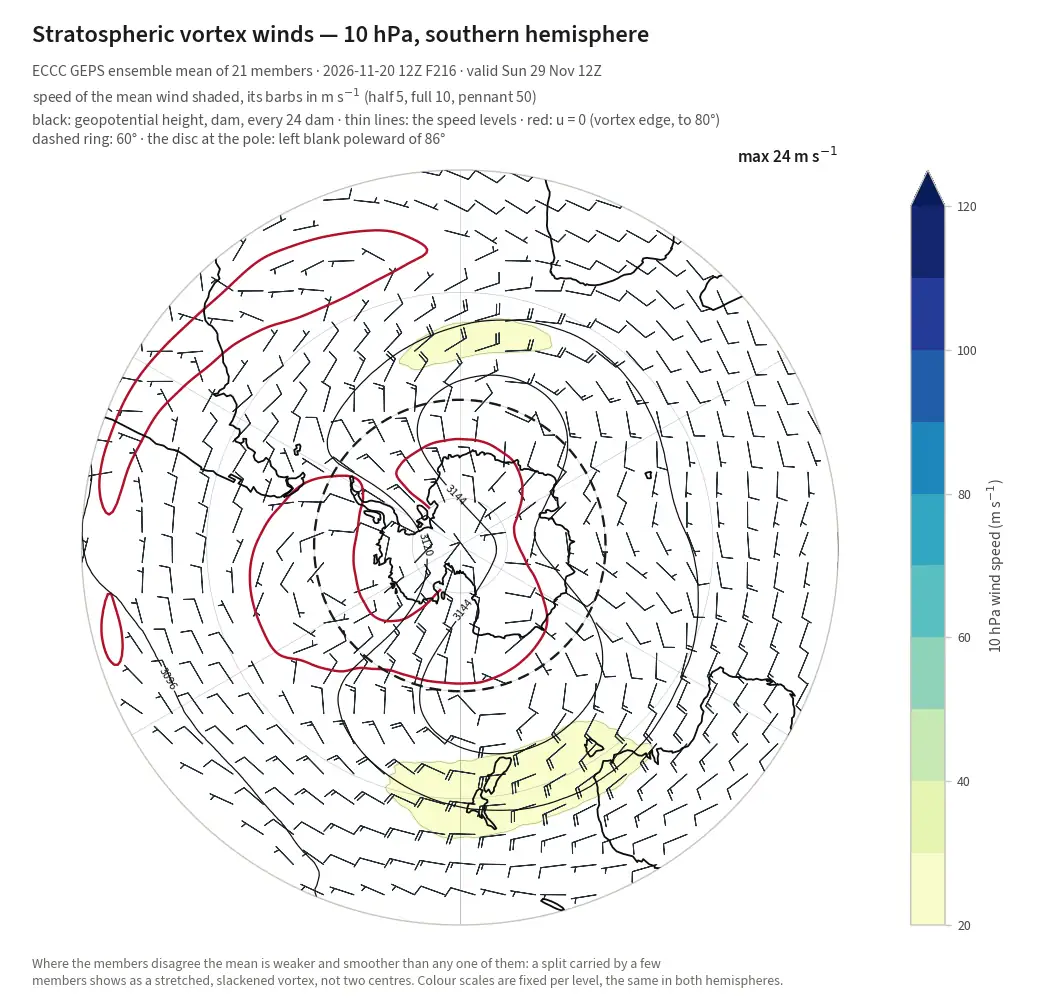 Stratospheric vortex winds — 10 hPa, southern hemisphere
ECCC GEPS ensemble mean of 21 members · 2026-11-20 12Z F216 · valid Sun 29 Nov 12Z
speed of the mean wind shaded, its barbs in m s⁻¹ (half 5, full 10, pennant 50)
black: geopotential height, dam, every 24 dam · thin lines: the speed levels · red: u = 0 (vortex edge, to 80°)
dashed ring: 60° · the disc at the pole: left blank poleward of 86°
max 24 m s⁻¹
120
100
80
60
40
20
10 hPa wind speed (m s⁻¹)
3144
3144
3096
Where the members disagree the mean is weaker and smoother than any one of them: a split carried by a few
members shows as a stretched, slackened vortex, not two centres. Colour scales are fixed per level, the same in both hemispheres.